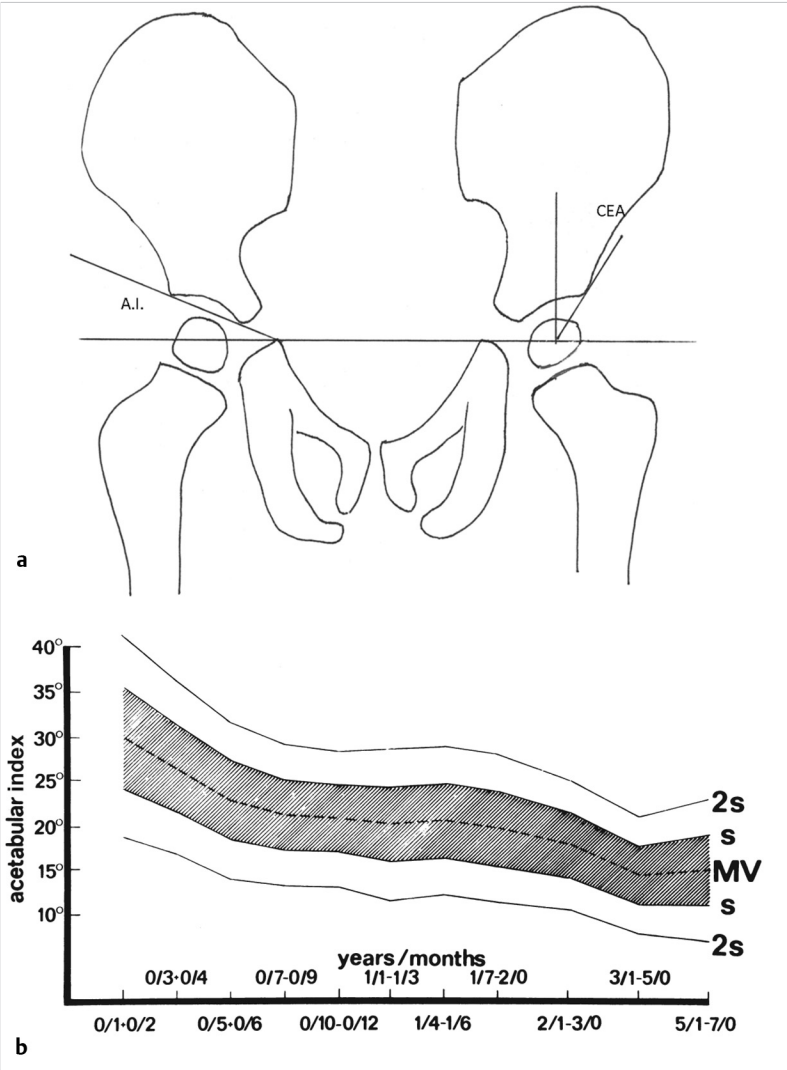 CEA
A.I.
a
40°
35°
30°
25°
20°
15°
10°
acetabular index
2s
s
MV
s
2s
years/months
0/3+0/4 0/7-0/9 1/1-1/3 1/7-2/0 3/1-5/0
0/1+0/2 0/5+0/6 0/10-0/12 1/4-1/6 2/1-3/0 5/1-7/0
b